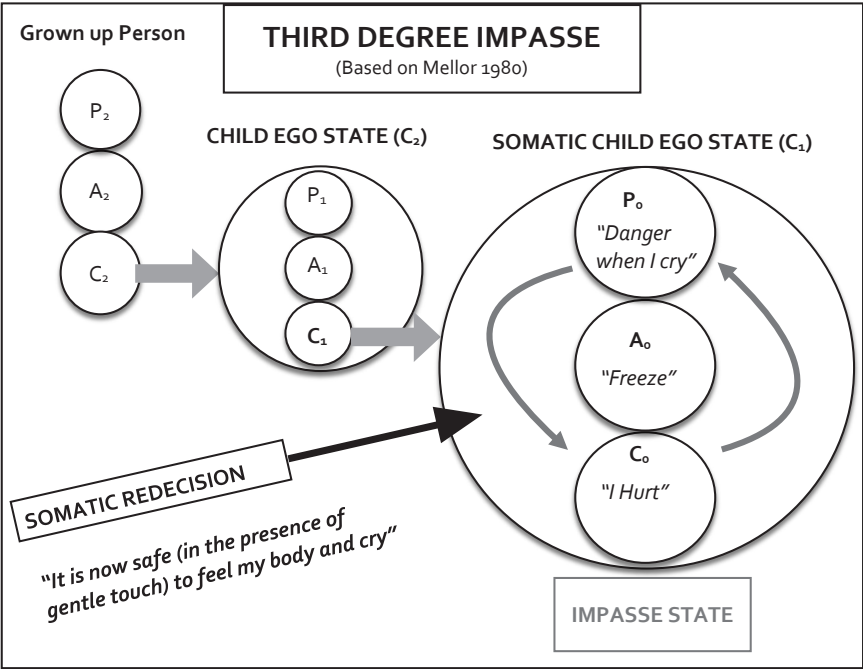 Grown up Person
THIRD DEGREE IMPASSE
(Based on Mellor 1980)
P₂
A₂
C₂
CHILD EGO STATE (C₂)
P₁
A₁
C₁
SOMATIC CHILD EGO STATE (C₁)
P₀
“Danger
when I cry”
A₀
“Freeze”
C₀
“I Hurt”
SOMATIC REDECISION
“It is now safe (in the presence of
gentle touch) to feel my body and cry”
IMPASSE STATE